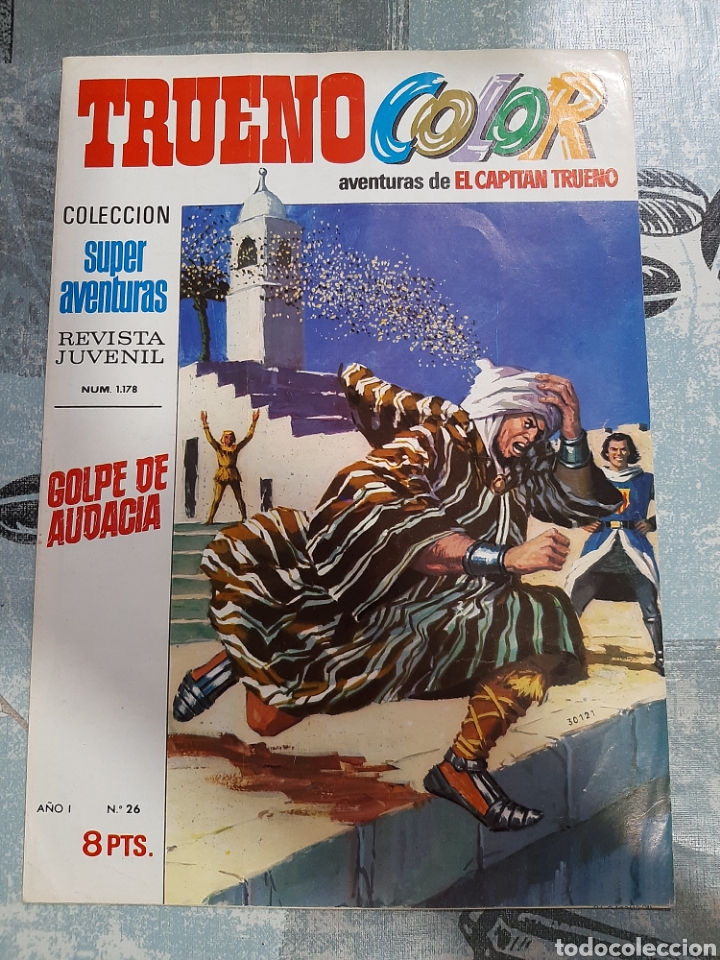 TRUENO COLOR
aventuras de EL CAPITAN TRUENO
COLECCION
super
aventuras
REVISTA
JUVENIL
NUM. 1.178
GOLPE DE
AUDACIA
30121
AÑO I N.º 26
8 PTS.
todocoleccion